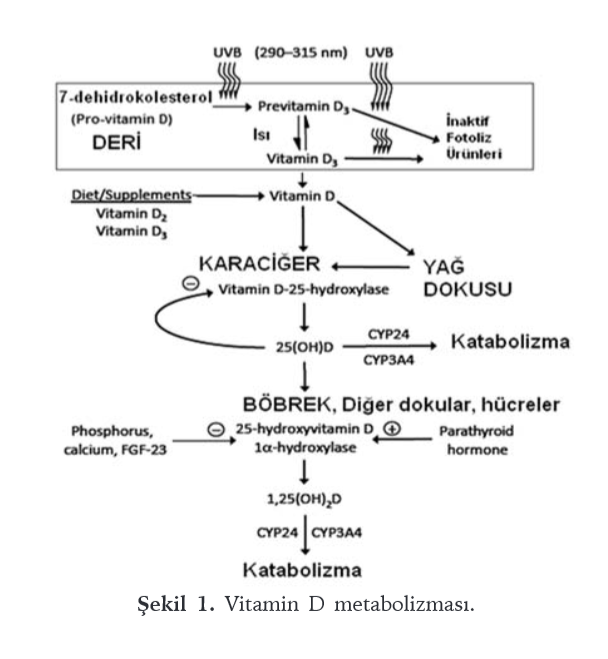 UVB (290–315 nm) UVB
7-dehidrokolesterol
(Pro-vitamin D)
DERİ
Previtamin D₃
Isı
Vitamin D₃
İnaktif
Fotoliz
Ürünleri
Diet/Supplements
Vitamin D₂
Vitamin D₃
Vitamin D
KARACİĞER
Vitamin D-25-hydroxylase
YAĞ
DOKUSU
25(OH)D
CYP24
CYP3A4
Katabolizma
BÖBREK, Diğer dokular, hücreler
Phosphorus,
calcium, FGF-23
25-hydroxyvitamin D
1α-hydroxylase
Parathyroid
hormone
1,25(OH)₂D
CYP24 CYP3A4
Katabolizma
Şekil 1. Vitamin D metabolizması.